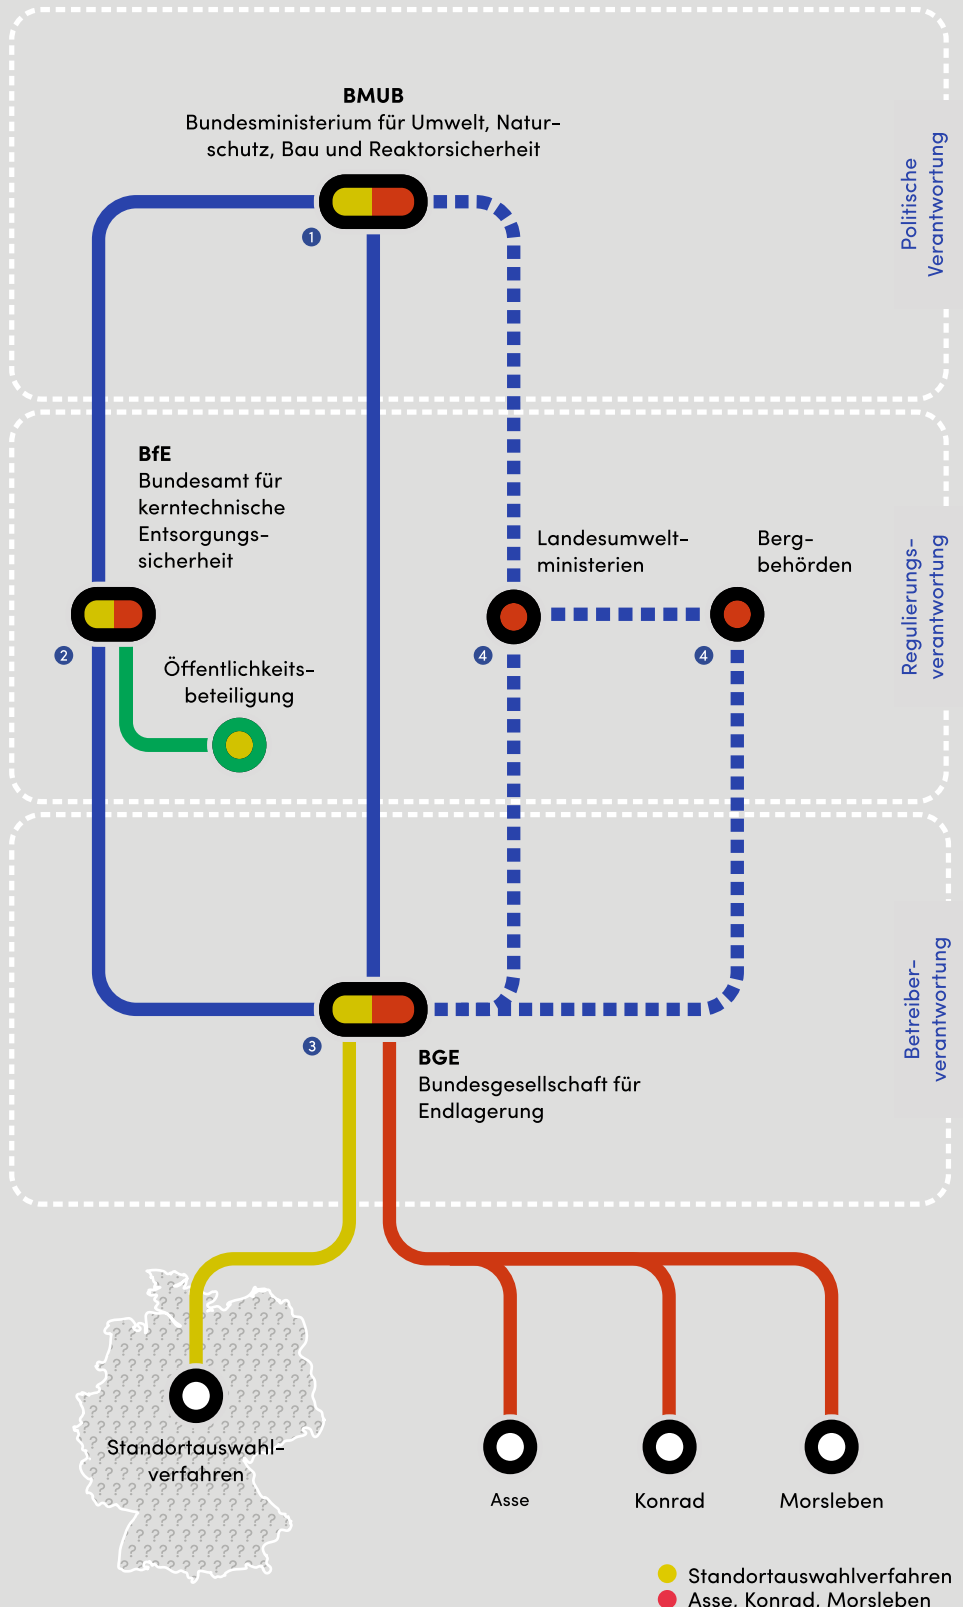 BMUB
Bundesministerium für Umwelt, Natur-
schutz, Bau und Reaktorsicherheit
1
Politische
Verantwortung
BfE
Bundesamt für
kerntechnische
Entsorgungs-
sicherheit
2
Öffentlichkeits-
beteiligung
Landesumwelt-
ministerien
4
Berg-
behörden
4
Regulierungs-
verantwortung
3
BGE
Bundesgesellschaft für
Endlagerung
Betreiber-
verantwortung
Standortauswahl-
verfahren
Asse
Konrad
Morsleben
Standortauswahlverfahren
Asse, Konrad, Morsleben